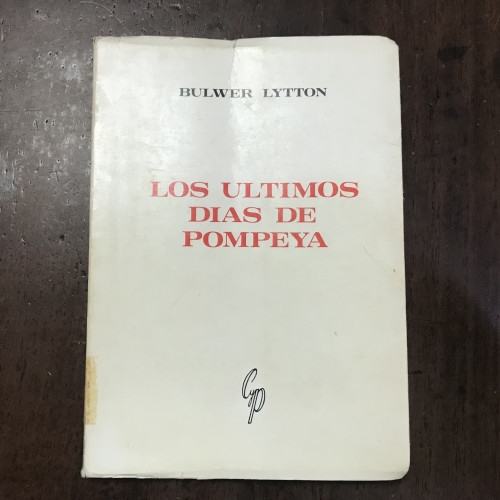 BULWER LYTTON
LOS ULTIMOS
DIAS DE
POMPEYA